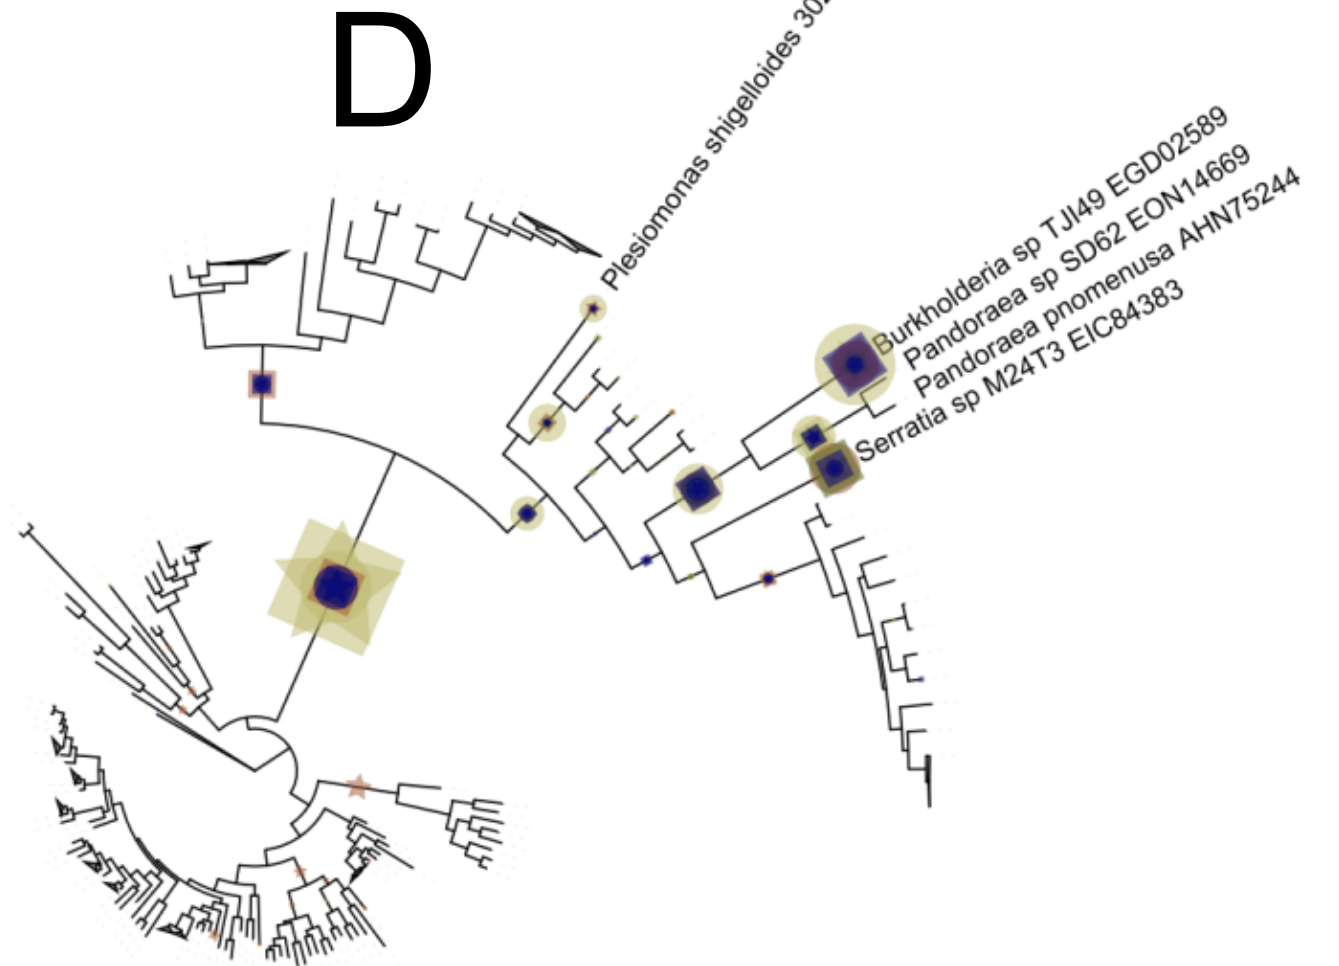 D
Plesiomonas shigelloides
Burkholderia sp TJI49 EGD02589
Pandoraea sp SD62 EON14669
Pandoraea pnomenusa AHN75244
Serratia sp M24T3 EIC84383